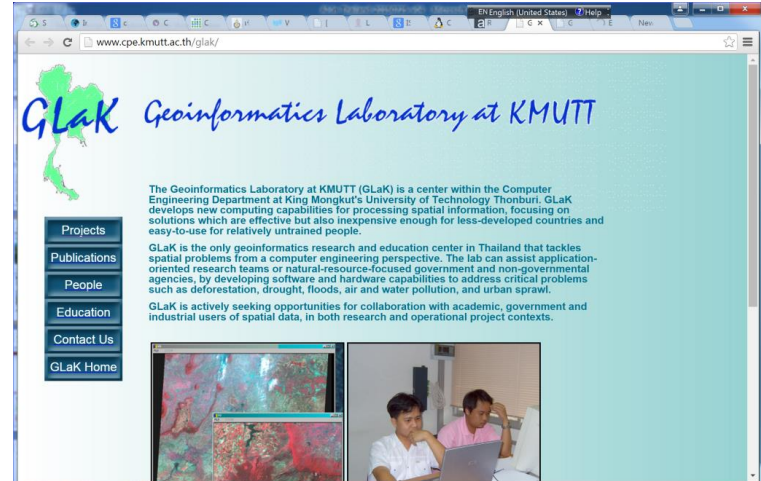 EN English (United States) Help
www.cpe.kmutt.ac.th/glak/
GLaK Geoinformatics Laboratory at KMUTT
The Geoinformatics Laboratory at KMUTT (GLaK) is a center within the Computer
Engineering Department at King Mongkut's University of Technology Thonburi. GLaK
develops new computing capabilities for processing spatial information, focusing on
solutions which are effective but also inexpensive enough for less-developed countries and
easy-to-use for relatively untrained people.
GLaK is the only geoinformatics research and education center in Thailand that tackles
spatial problems from a computer engineering perspective. The lab can assist application-
oriented research teams or natural-resource-focused government and non-governmental
agencies, by developing software and hardware capabilities to address critical problems
such as deforestation, drought, floods, air and water pollution, and urban sprawl.
GLaK is actively seeking opportunities for collaboration with academic, government and
industrial users of spatial data, in both research and operational project contexts.
Projects
Publications
People
Education
Contact Us
GLaK Home